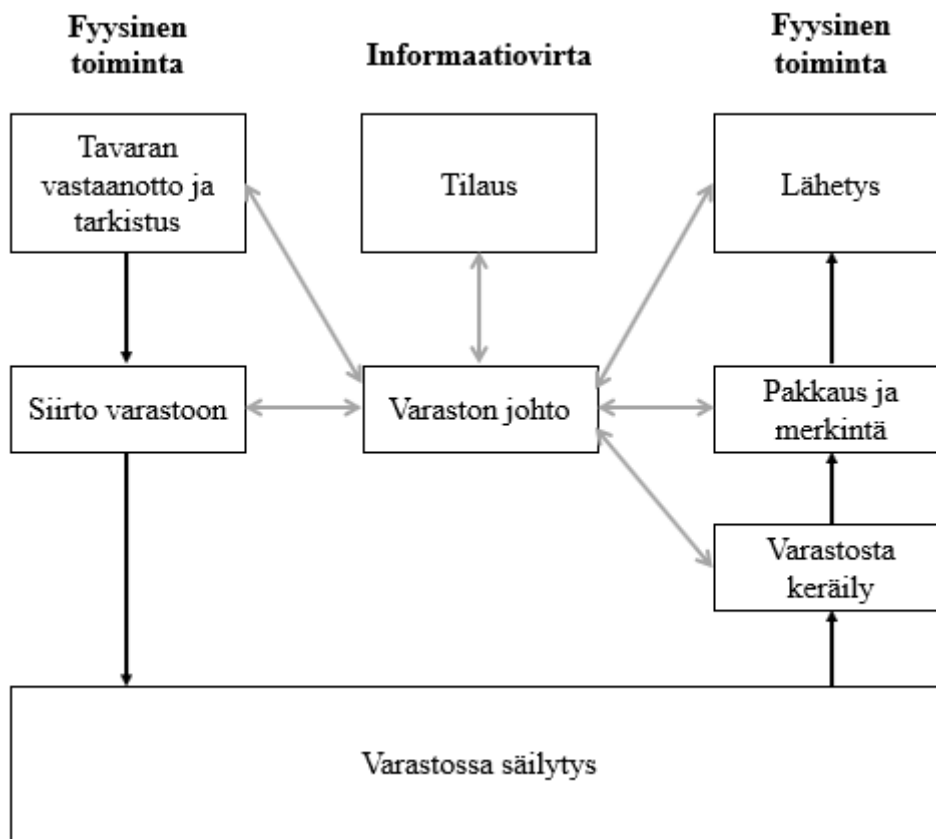 Fyysinen
toiminta
Informaatiovirta
Fyysinen
toiminta
Tavaran
vastaanotto ja
tarkistus
Tilaus
Lähetys
Siirto varastoon
Varaston johto
Pakkaus ja
merkintä
Varastosta
keräily
Varastossa säilytys